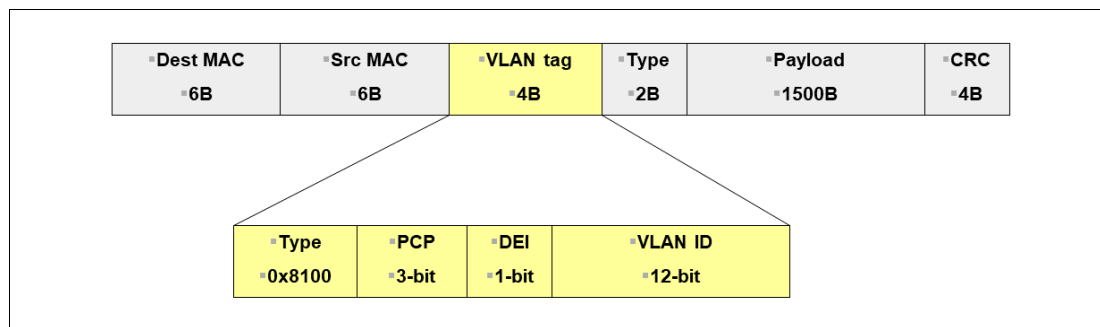 ▪Dest MAC ▪Src MAC ▪VLAN tag ▪Type ▪Payload ▪CRC
▪6B ▪6B ▪4B ▪2B ▪1500B ▪4B
▪Type ▪PCP ▪DEI ▪VLAN ID
▪0x8100 ▪3-bit ▪1-bit ▪12-bit